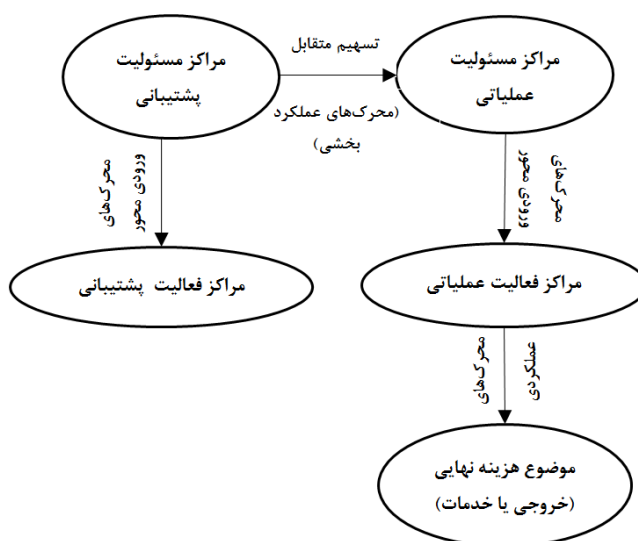 مراکز مسئولیت
پشتیبانی
تسهیم متقابل
(محرک‌های عملکرد
بخشی)
مراکز مسئولیت
عملیاتی
محرک‌های
ورودی محور
محرک‌های
ورودی محور
مراکز فعالیت پشتیبانی
مراکز فعالیت عملیاتی
محرک‌های
عملکردی
موضوع هزینه نهایی
(خروجی یا خدمات)